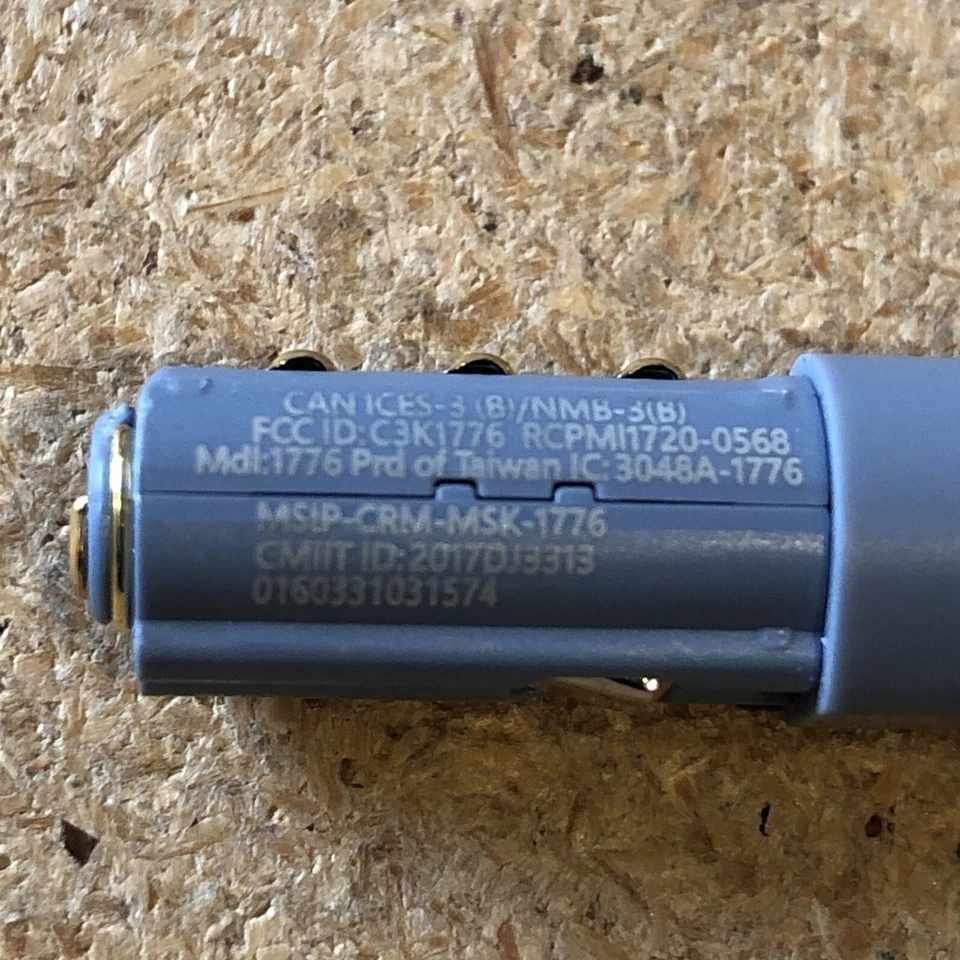 CAN ICES-3 (B)/NMB-3(B)
FCC ID:C3K1776 RCPMI1720-0568
Mdl:1776 Prd of Taiwan IC:3048A-1776
MSIP-CRM-MSK-1776
CMIIT ID:2017DJ3313
0160331031574